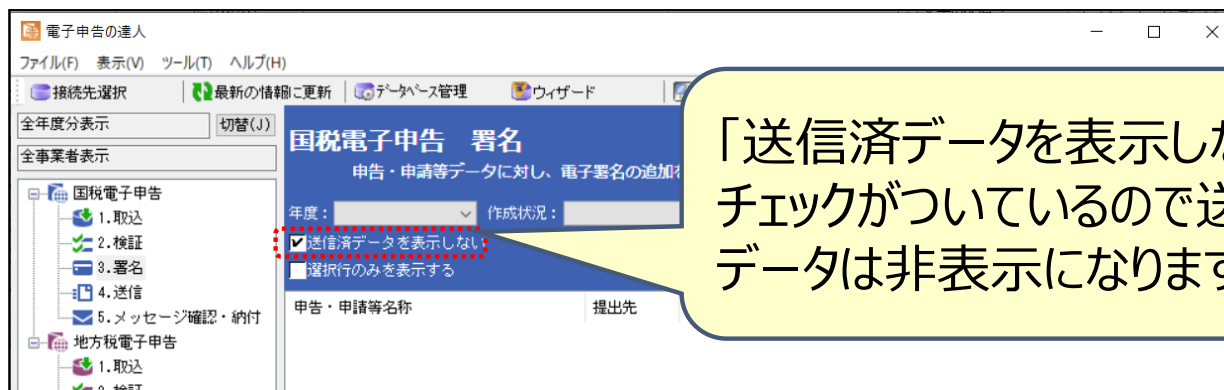 電子申告の達人
ファイル(F) 表示(V) ツール(T) ヘルプ(H)
接続先選択 最新の情報に更新 データベース管理 ウィザード
全年度分表示 切替(J)
全事業者表示
国税電子申告
1.取込
2.検証
3.署名
4.送信
5.メッセージ確認・納付
地方税電子申告
1.取込
国税電子申告 署名
申告・申請等データに対し、電子署名の追加
年度: 作成状況:
送信済データを表示しない
選択行のみを表示する
申告・申請等名称 提出先
「送信済データを表示し
チェックがついているので送
データは非表示になります